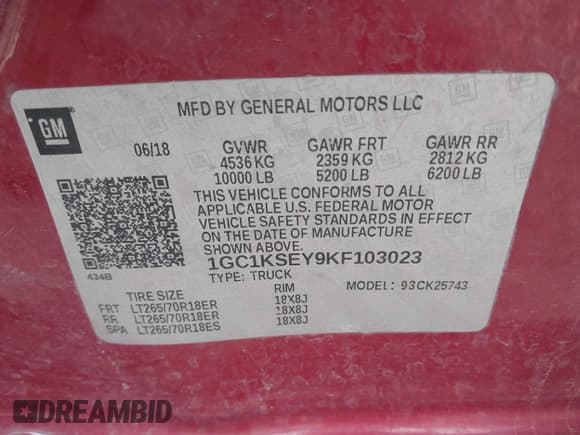 GM
MFD BY GENERAL MOTORS LLC
06/18 GVWR GAWR FRT GAWR RR
4536 KG 2359 KG 2812 KG
10000 LB 5200 LB 6200 LB
THIS VEHICLE CONFORMS TO ALL
APPLICABLE U.S. FEDERAL MOTOR
VEHICLE SAFETY STANDARDS IN EFFECT
ON THE DATE OF MANUFACTURE
SHOWN ABOVE.
434B
1GC1KSEY9KF103023
TYPE: TRUCK
MODEL: 93CK25743
TIRE SIZE RIM
FRT LT265/70R18ER 18X8J
RR LT265/70R18ER 18X8J
SPA LT265/70R18ES 18X8J
DREAMBID